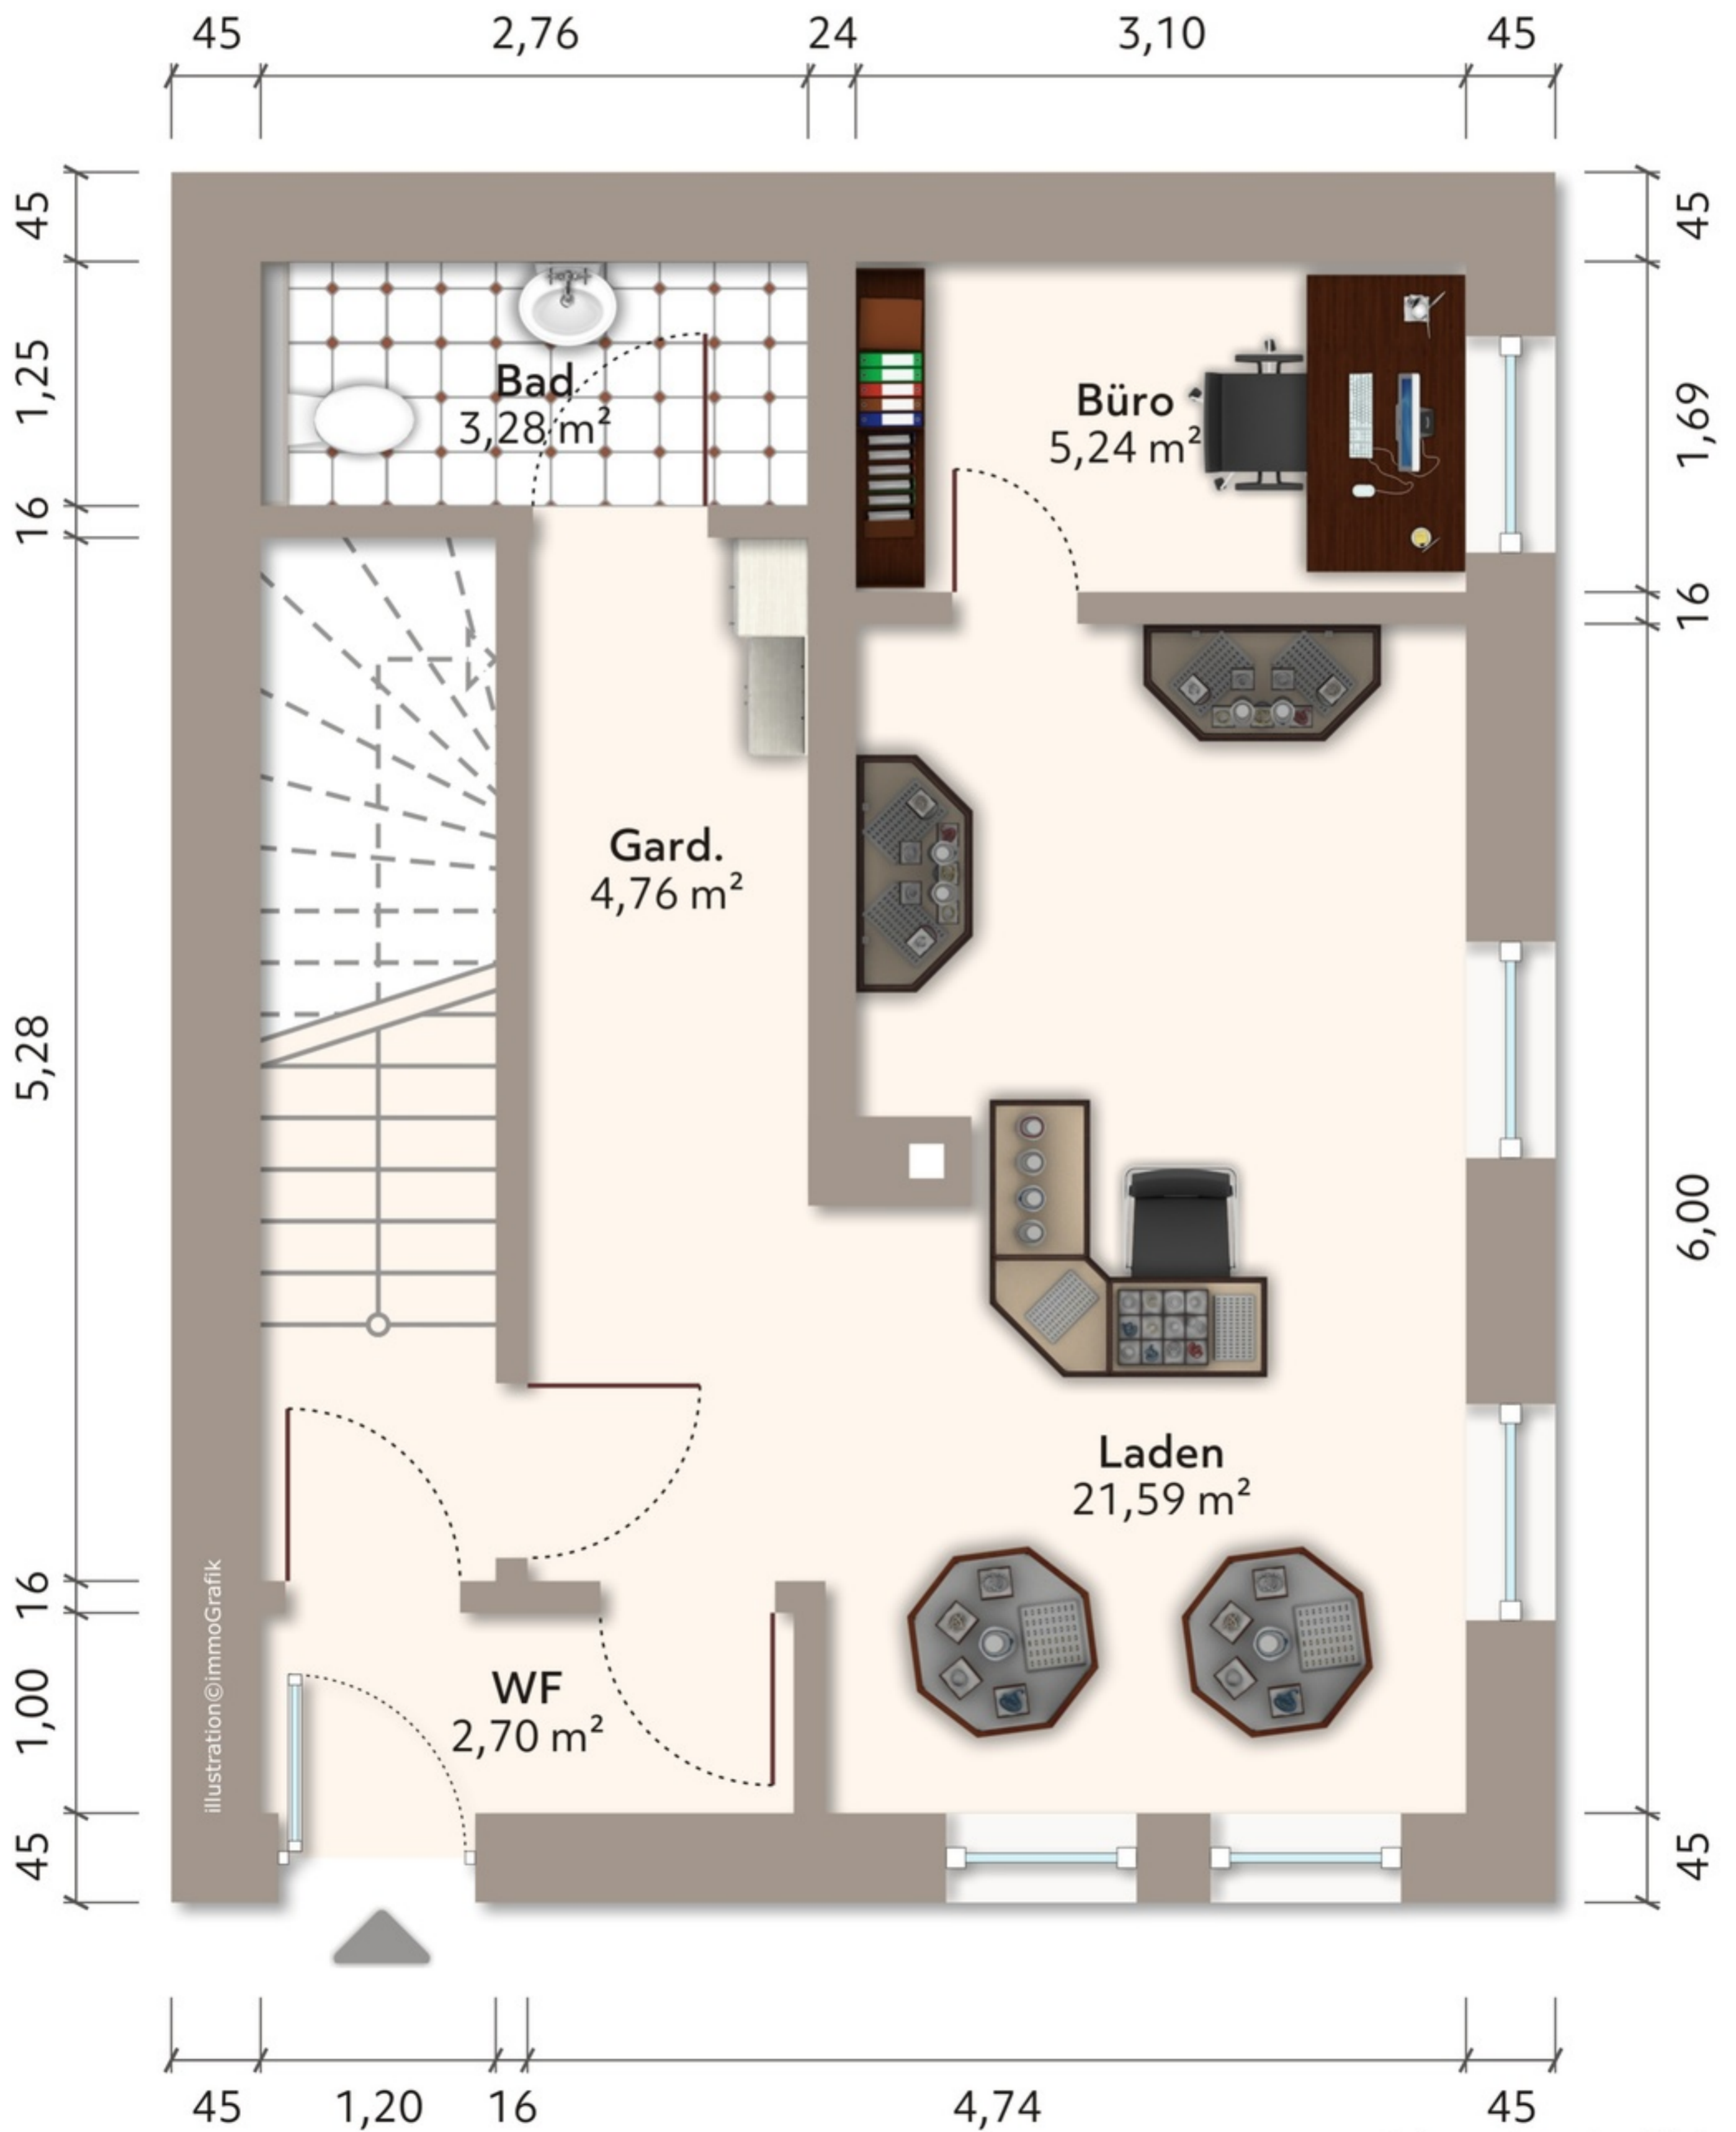 45 2,76 24 3,10 45
45
1,25
16
5,28
16
1,00
45
45
1,69
16
6,00
45
Bad
3,28 m²
Büro
5,24 m²
Gard.
4,76 m²
Laden
21,59 m²
WF
2,70 m²
illustration©immoGrafik
45 1,20 16 4,74 45